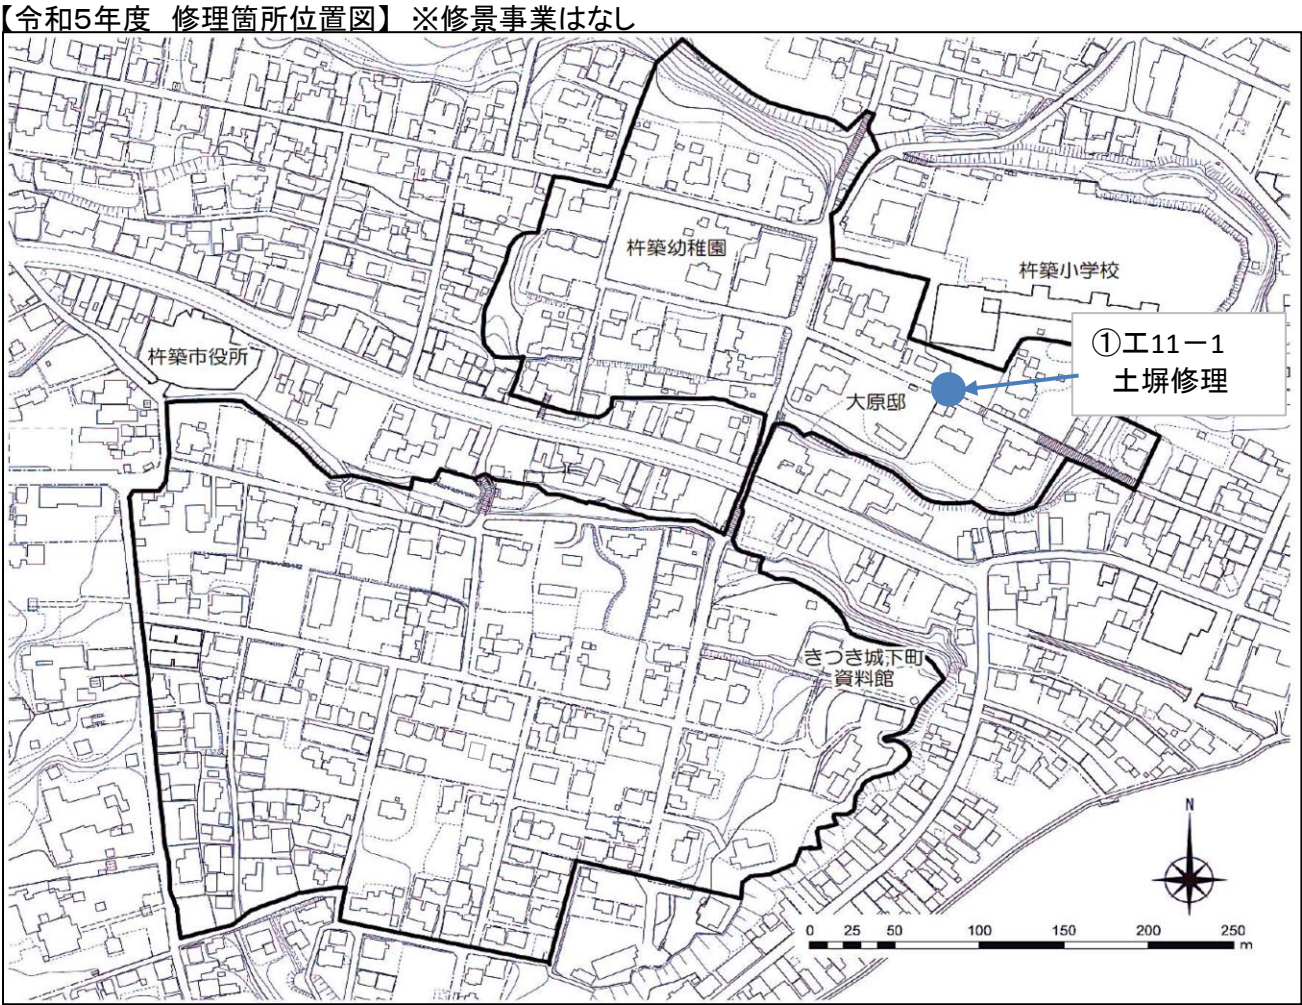 【令和5年度　修理箇所位置図】 ※修景事業はなし
杵築幼稚園
杵築小学校
①工11－1
土塀修理
杵築市役所
大原邸
きつき城下町
資料館
N
0 25 50 100 150 200 250
m